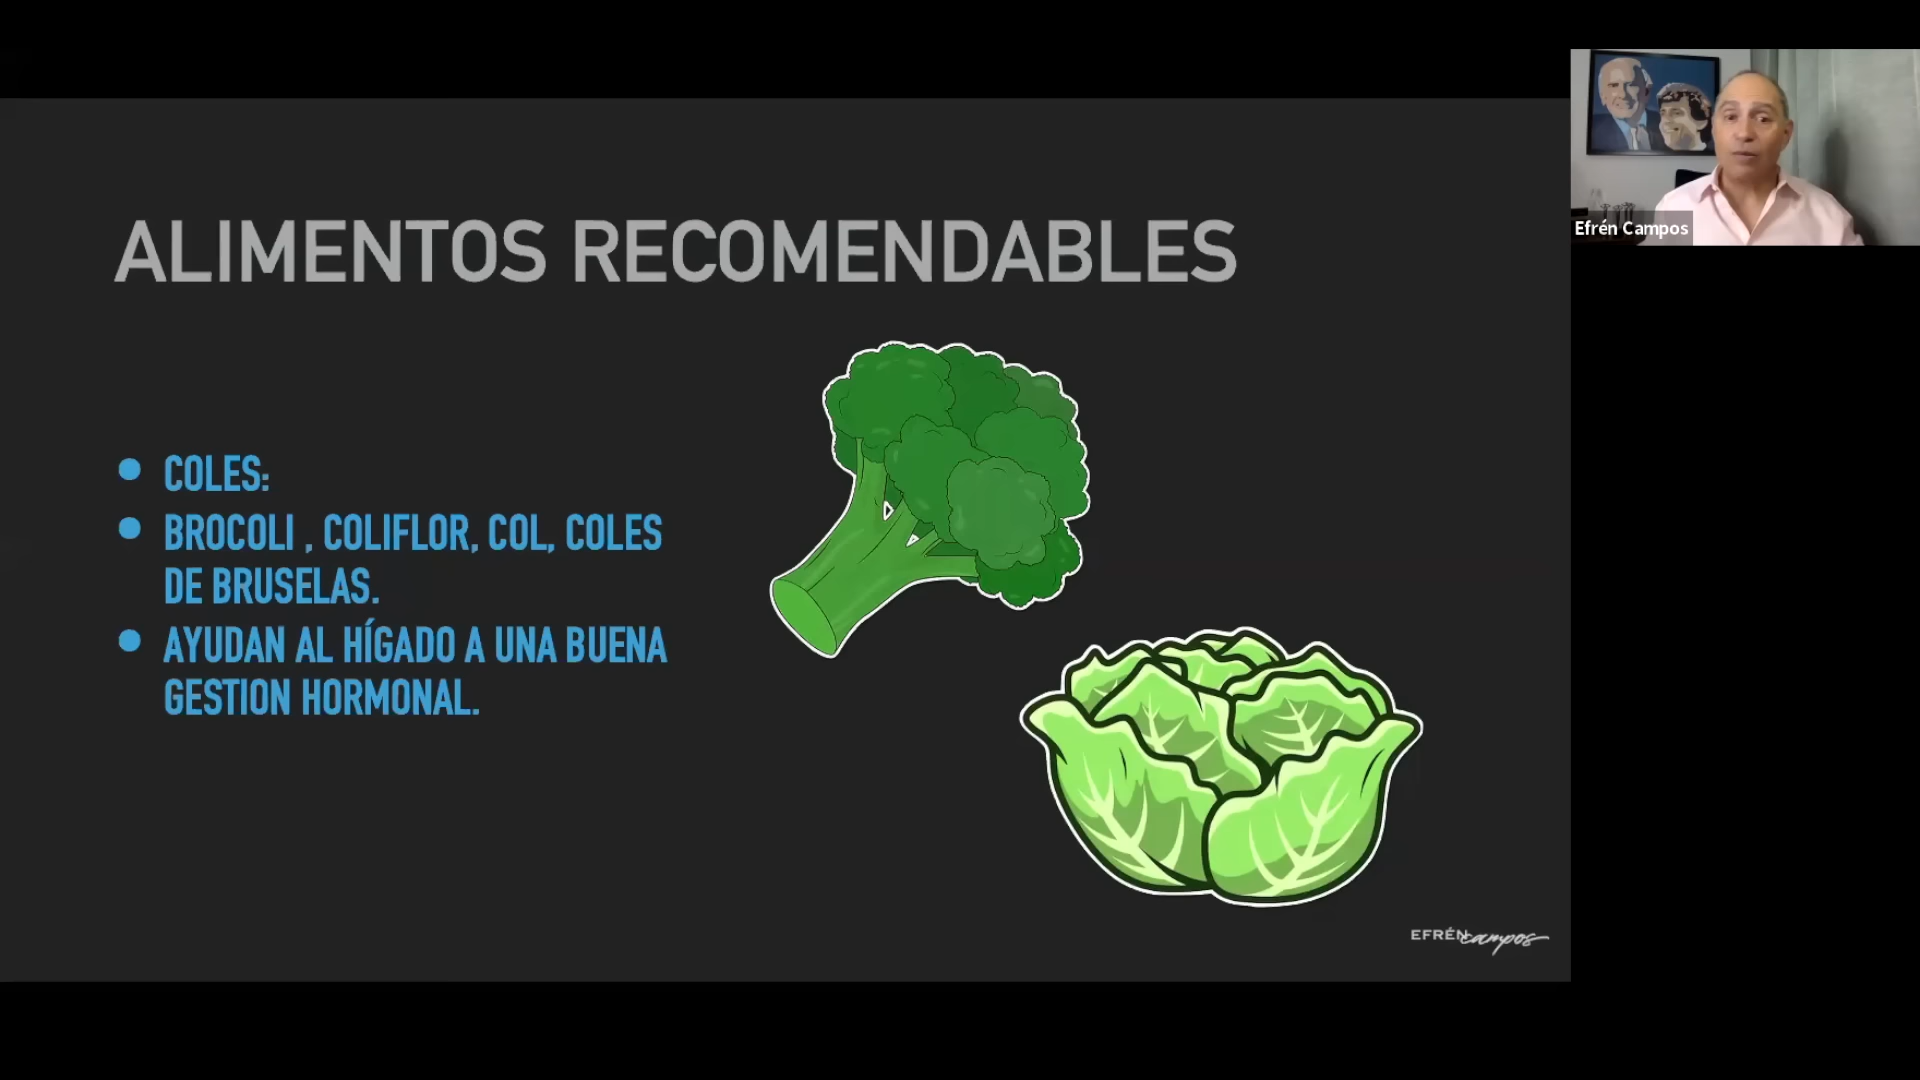 ALIMENTOS RECOMENDABLES
COLES:
BROCOLI , COLIFLOR, COL, COLES
DE BRUSELAS.
AYUDAN AL HÍGADO A UNA BUENA
GESTION HORMONAL.
EFRÉN campos
Efrén Campos